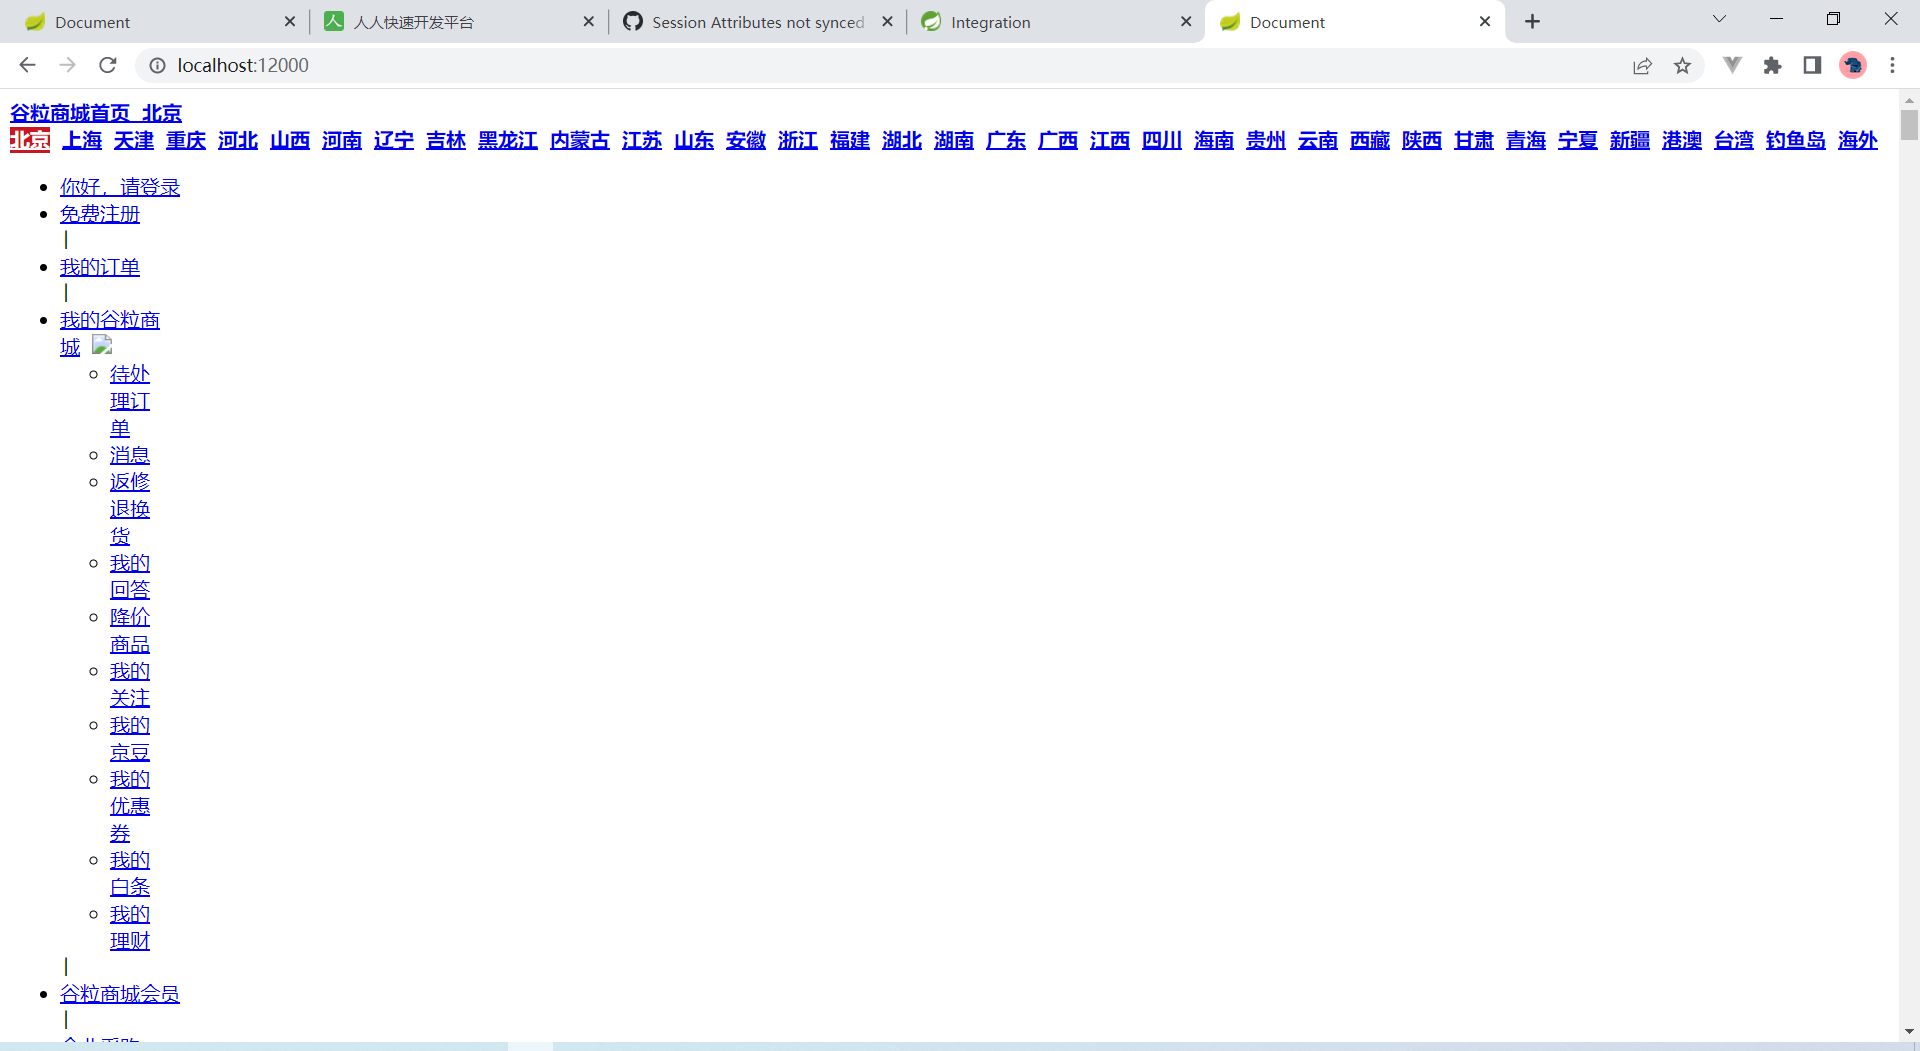 Document
人人快速开发平台
Session Attributes not synced
Integration
Document
localhost:12000
谷粒商城首页 北京
北京 上海 天津 重庆 河北 山西 河南 辽宁 吉林 黑龙江 内蒙古 江苏 山东 安徽 浙江 福建 湖北 湖南 广东 广西 江西 四川 海南 贵州 云南 西藏 陕西 甘肃 青海 宁夏 新疆 港澳 台湾 钓鱼岛 海外
你好，请登录
免费注册
|
我的订单
|
我的谷粒商
城
待处
理订
单
消息
返修
退换
货
我的
回答
降价
商品
我的
关注
我的
京豆
我的
优惠
券
我的
白条
我的
理财
|
谷粒商城会员
|